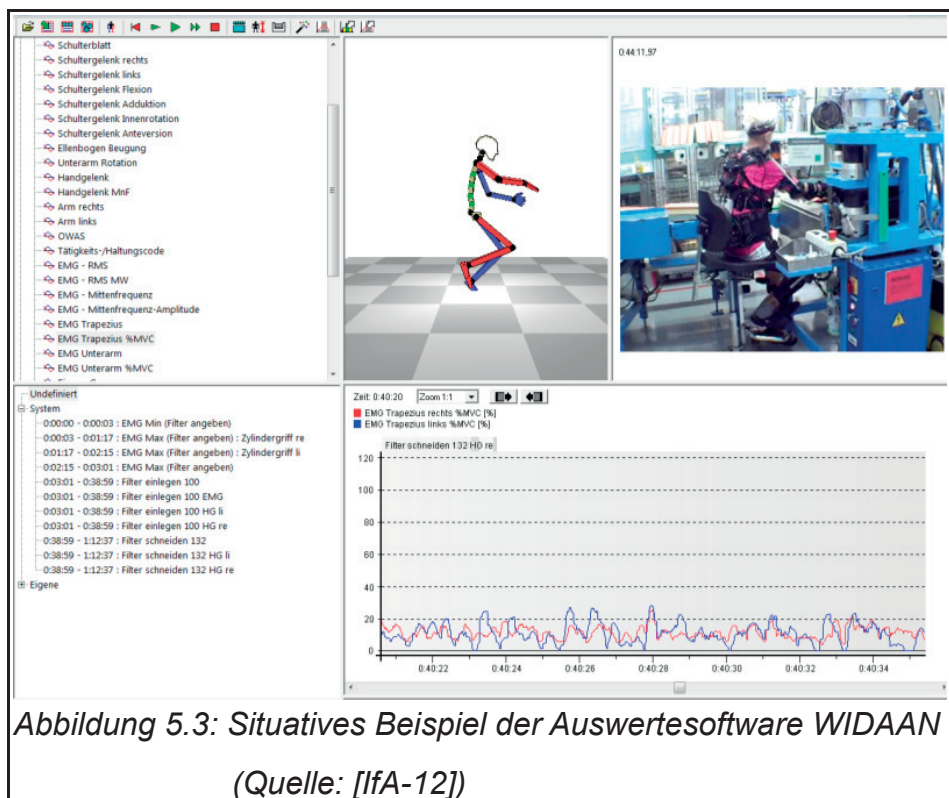 Schulterblatt
Schultergelenk rechts
Schultergelenk links
Schultergelenk Flexion
Schultergelenk Adduktion
Schultergelenk Innenrotation
Schultergelenk Anteversion
Ellenbogen Beugung
Unterarm Rotation
Handgelenk
Handgelenk MnF
Arm rechts
Arm links
OWAS
Tätigkeits-/Haltungscode
EMG - RMS
EMG - RMS MW
EMG - Mittenfrequenz
EMG - Mittenfrequenz-Amplitude
EMG Trapezius
EMG Trapezius %MVC
EMG Unterarm
EMG Unterarm %MVC
0:44:11,97
Undefiniert
System
0:00:00 - 0:00:03 : EMG Min (Filter angeben)
0:00:03 - 0:01:17 : EMG Max (Filter angeben) : Zylindergriff re
0:01:17 - 0:02:15 : EMG Max (Filter angeben) : Zylindergriff li
0:02:15 - 0:03:01 : EMG Max (Filter angeben)
0:03:01 - 0:38:59 : Filter einlegen 100
0:03:01 - 0:38:59 : Filter einlegen 100 EMG
0:03:01 - 0:38:59 : Filter einlegen 100 HG li
0:03:01 - 0:38:59 : Filter einlegen 100 HG re
0:38:59 - 1:12:37 : Filter schneiden 132
0:38:59 - 1:12:37 : Filter schneiden 132 HG li
0:38:59 - 1:12:37 : Filter schneiden 132 HG re
Eigene
Zeit: 0:40:20 Zoom 1:1
EMG Trapezius rechts %MVC [%]
EMG Trapezius links %MVC [%]
Filter schneiden 132 HG re
120
100
80
60
40
20
0
0:40:22 0:40:24 0:40:26 0:40:28 0:40:30 0:40:32 0:40:34
Abbildung 5.3: Situatives Beispiel der Auswertesoftware WIDAAN
(Quelle: [IfA-12])